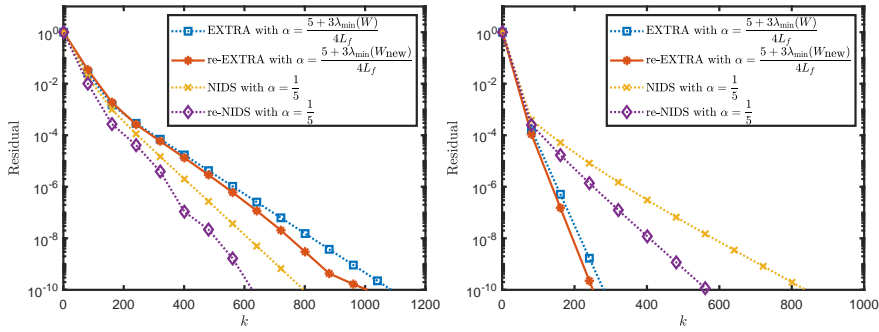 10^0
10^-2
10^-4
10^-6
10^-8
10^-10
Residual
0 200 400 600 800 1000 1200
k
EXTRA with α = (5 + 3λ_min(W)) / (4L_f)
re-EXTRA with α = (5 + 3λ_min(W_new)) / (4L_f)
NIDS with α = 1/5
re-NIDS with α = 1/5
10^0
10^-2
10^-4
10^-6
10^-8
10^-10
Residual
0 200 400 600 800 1000
k
EXTRA with α = (5 + 3λ_min(W)) / (4L_f)
re-EXTRA with α = (5 + 3λ_min(W_new)) / (4L_f)
NIDS with α = 1/5
re-NIDS with α = 1/5